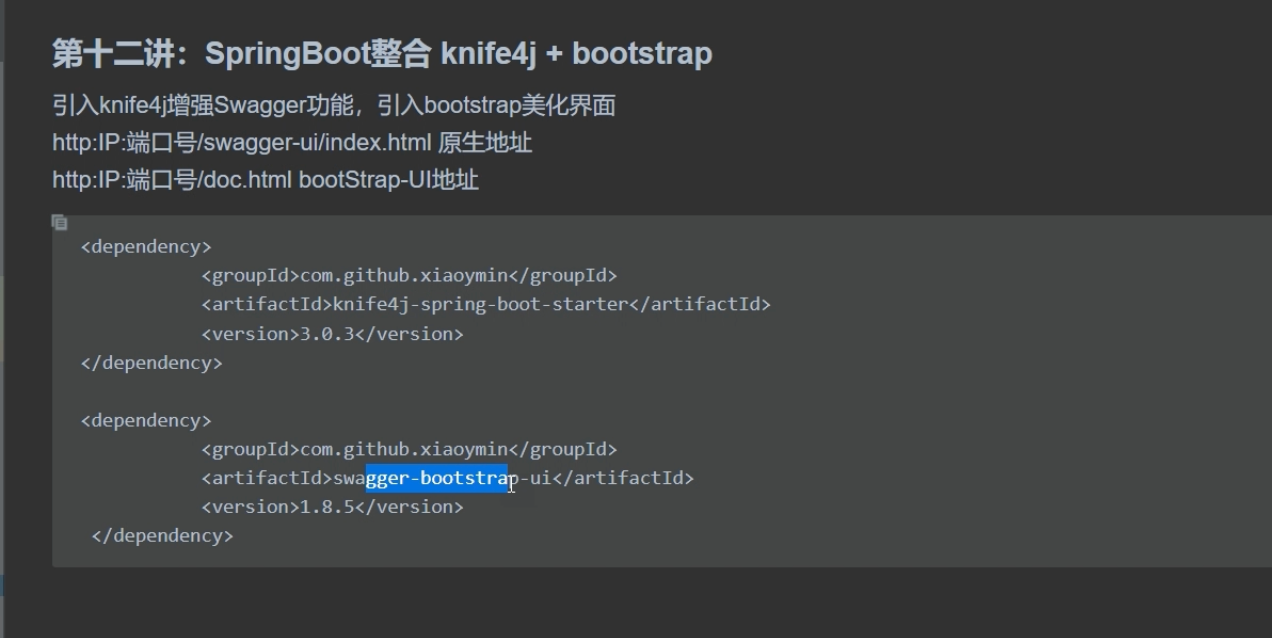 第十二讲：SpringBoot整合 knife4j + bootstrap
引入knife4j增强Swagger功能，引入bootstrap美化界面
http:IP:端口号/swagger-ui/index.html 原生地址
http:IP:端口号/doc.html bootStrap-UI地址
<dependency>
<groupId>com.github.xiaoymin</groupId>
<artifactId>knife4j-spring-boot-starter</artifactId>
<version>3.0.3</version>
</dependency>
<dependency>
<groupId>com.github.xiaoymin</groupId>
<artifactId>swagger-bootstrap-ui</artifactId>
<version>1.8.5</version>
</dependency>